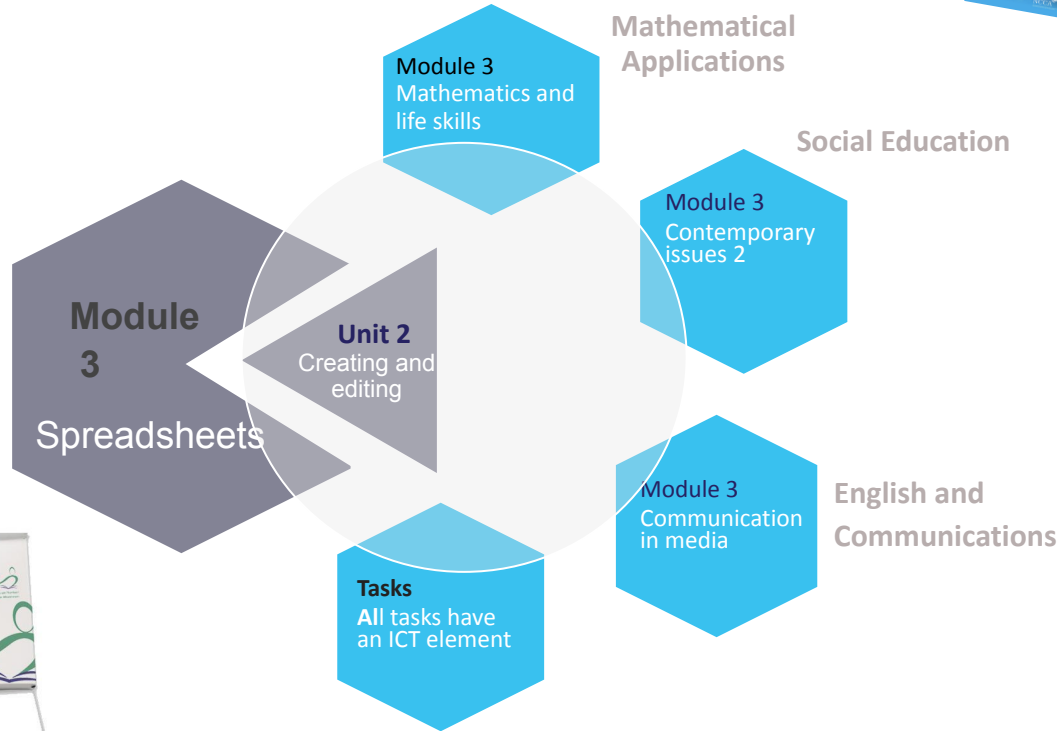 Mathematical
Applications
Module 3
Mathematics and
life skills
Social Education
Module 3
Contemporary
issues 2
Module
3
Spreadsheets
Unit 2
Creating and
editing
Module 3
Communication
in media
English and
Communications
Tasks
All tasks have
an ICT element